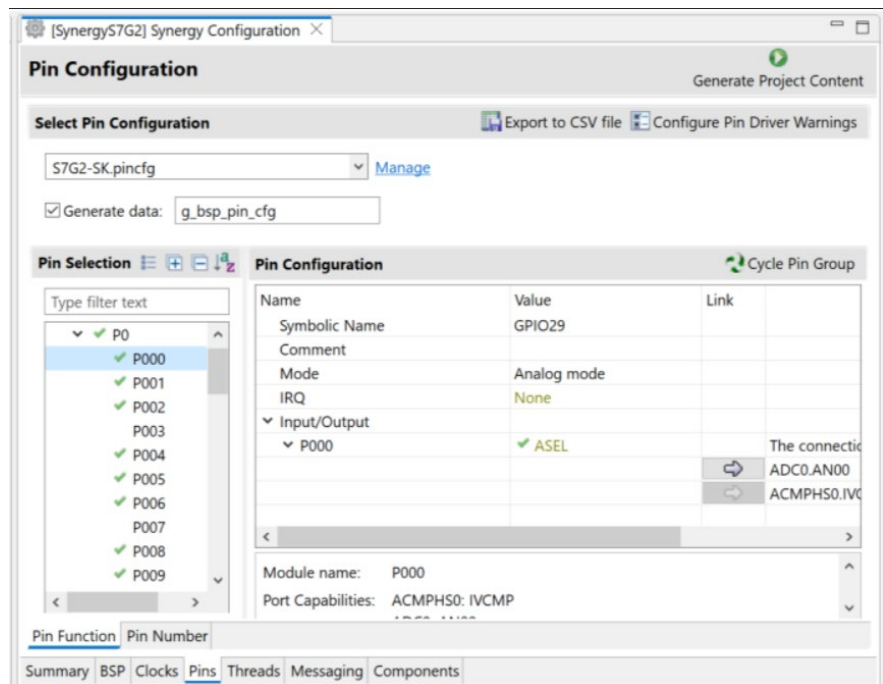 [SynergyS7G2] Synergy Configuration
Pin Configuration
Generate Project Content
Select Pin Configuration
Export to CSV file
Configure Pin Driver Warnings
S7G2-SK.pincfg
Manage
Generate data: g_bsp_pin_cfg
Pin Selection
Type filter text
P0
P000
P001
P002
P003
P004
P005
P006
P007
P008
P009
Pin Configuration
Cycle Pin Group
Name Value Link
Symbolic Name GPIO29
Comment
Mode Analog mode
IRQ None
Input/Output
P000 ASEL The connectic
ADC0.AN00
ACMPHS0.IVC
Module name: P000
Port Capabilities: ACMPHS0: IVCMP
Pin Function Pin Number
Summary BSP Clocks Pins Threads Messaging Components